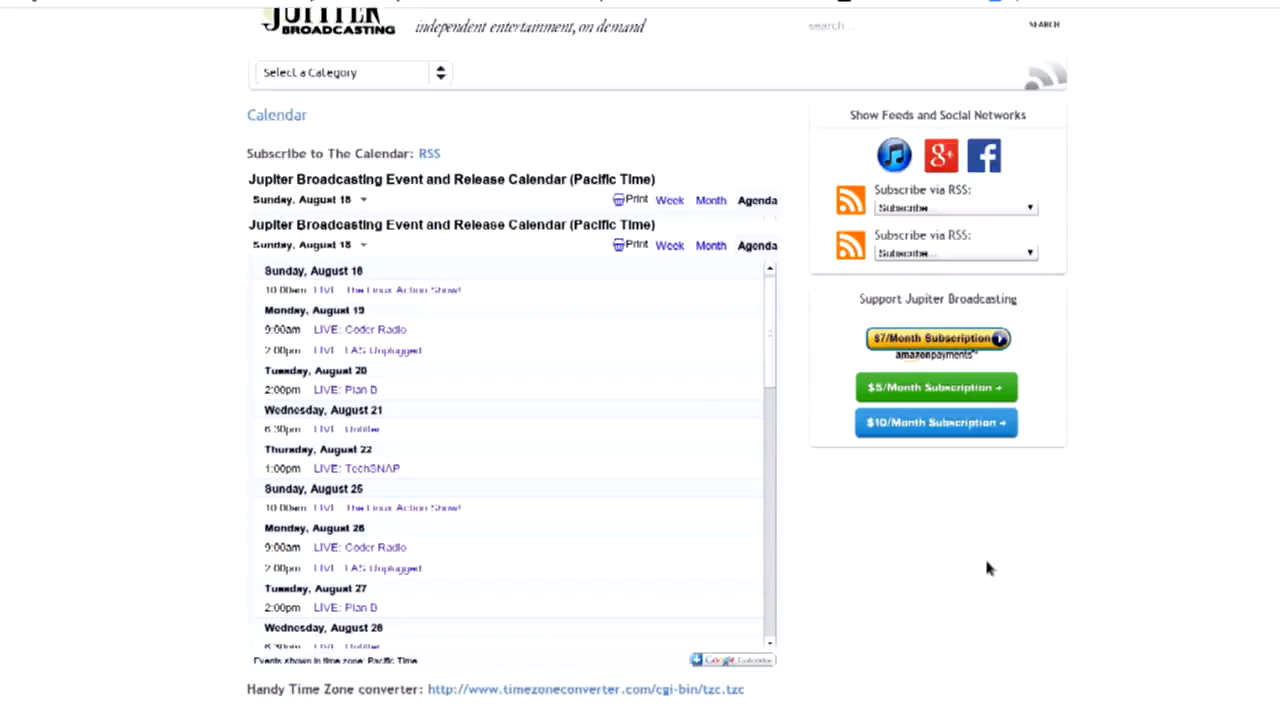 JUPITER
BROADCASTING
independent entertainment, on demand
search...
SEARCH
Select a Category
Calendar
Subscribe to The Calendar: RSS
Jupiter Broadcasting Event and Release Calendar (Pacific Time)
Sunday, August 18
Print Week Month Agenda
Jupiter Broadcasting Event and Release Calendar (Pacific Time)
Sunday, August 18
Print Week Month Agenda
Sunday, August 18
10:00am LIVE: The Linux Action Show!
Monday, August 19
9:00am LIVE: Coder Radio
2:00pm LIVE: LAS Unplugged
Tuesday, August 20
2:00pm LIVE: Plan B
Wednesday, August 21
6:30pm LIVE: Unfilter
Thursday, August 22
1:00pm LIVE: TechSNAP
Sunday, August 25
10:00am LIVE: The Linux Action Show!
Monday, August 26
9:00am LIVE: Coder Radio
2:00pm LIVE: LAS Unplugged
Tuesday, August 27
2:00pm LIVE: Plan B
Wednesday, August 28
6:30pm LIVE: Unfilter
Events shown in time zone: Pacific Time
Google Calendar
Handy Time Zone converter: http://www.timezoneconverter.com/cgi-bin/tzc.tzc
Show Feeds and Social Networks
Subscribe via RSS:
Subscribe...
Subscribe via RSS:
Subscribe...
Support Jupiter Broadcasting
$7/Month Subscription
amazonpayments
$5/Month Subscription →
$10/Month Subscription →